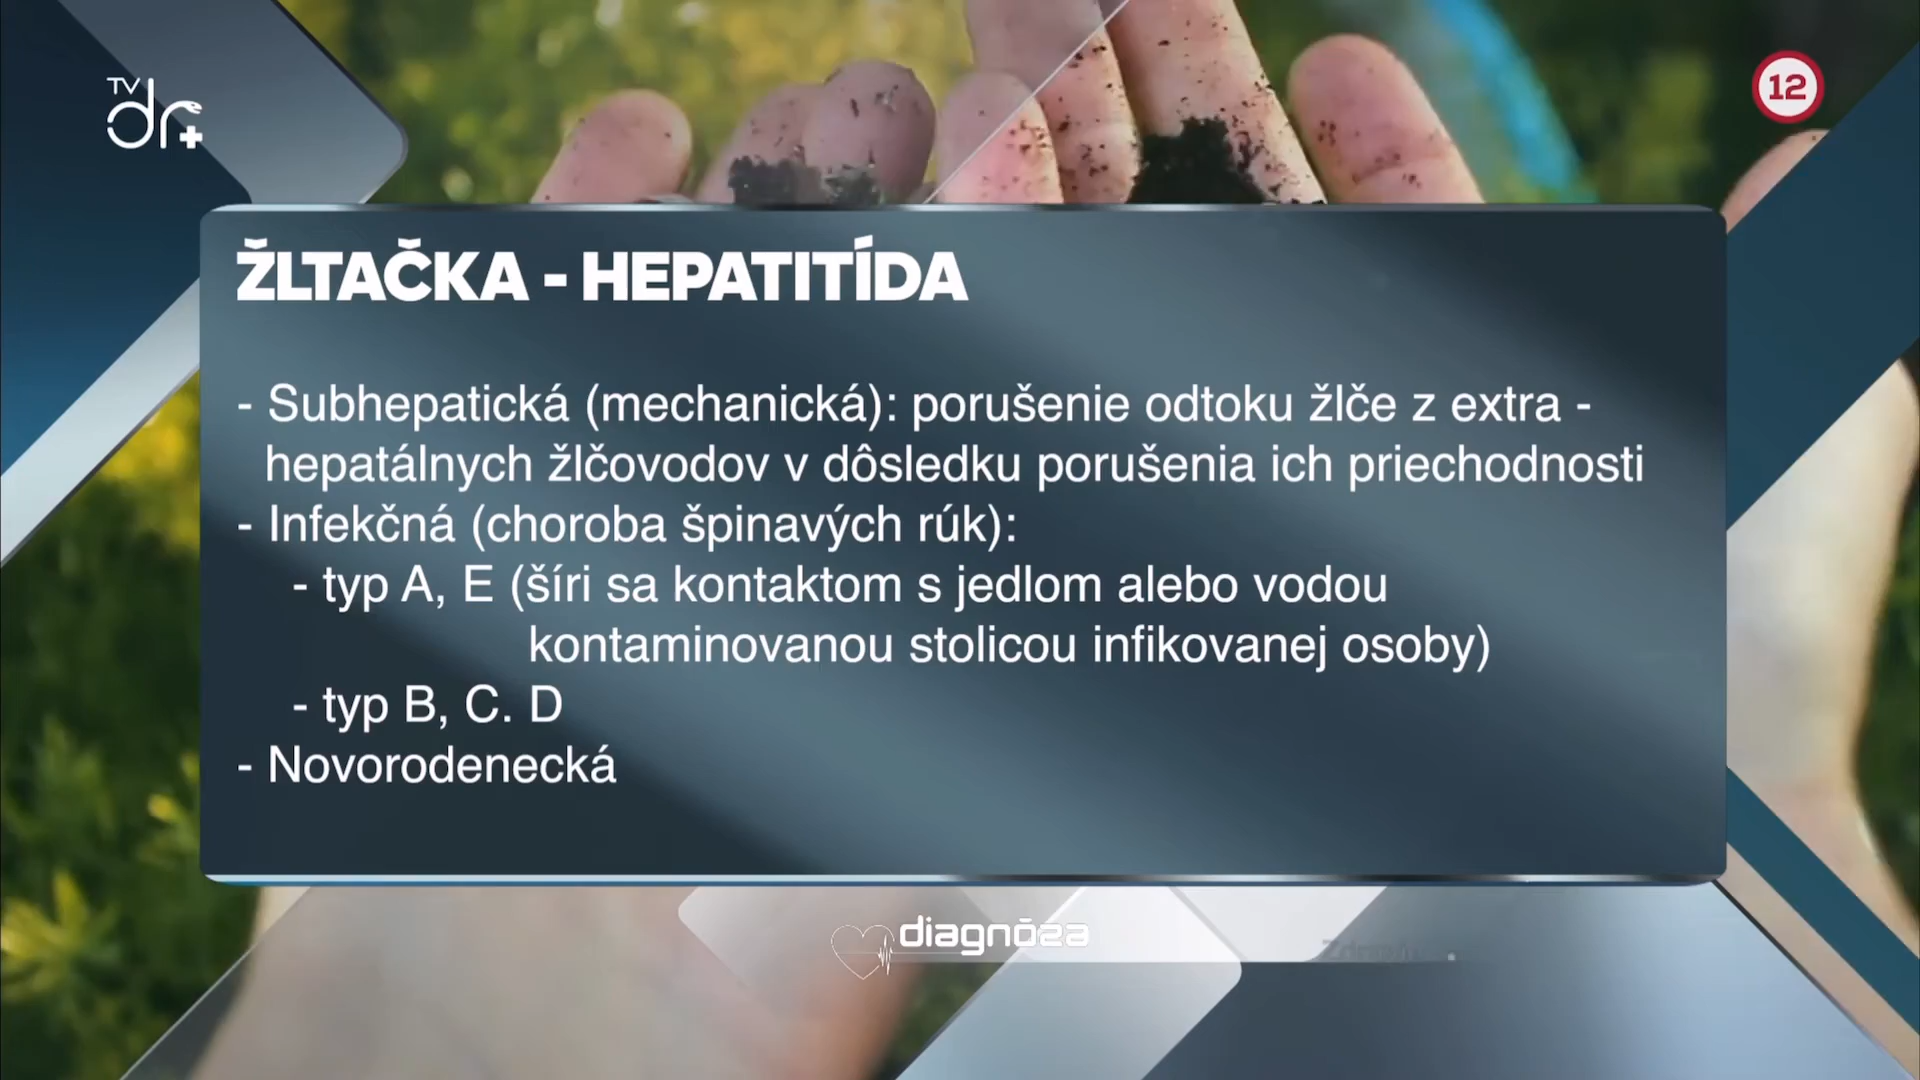 TV
dr
12
ŽLTAČKA - HEPATITÍDA
- Subhepatická (mechanická): porušenie odtoku žlče z extra -
hepatálnych žlčovodov v dôsledku porušenia ich priechodnosti
- Infekčná (choroba špinavých rúk):
- typ A, E (šíri sa kontaktom s jedlom alebo vodou
kontaminovanou stolicou infikovanej osoby)
- typ B, C. D
- Novorodenecká
diagnóza